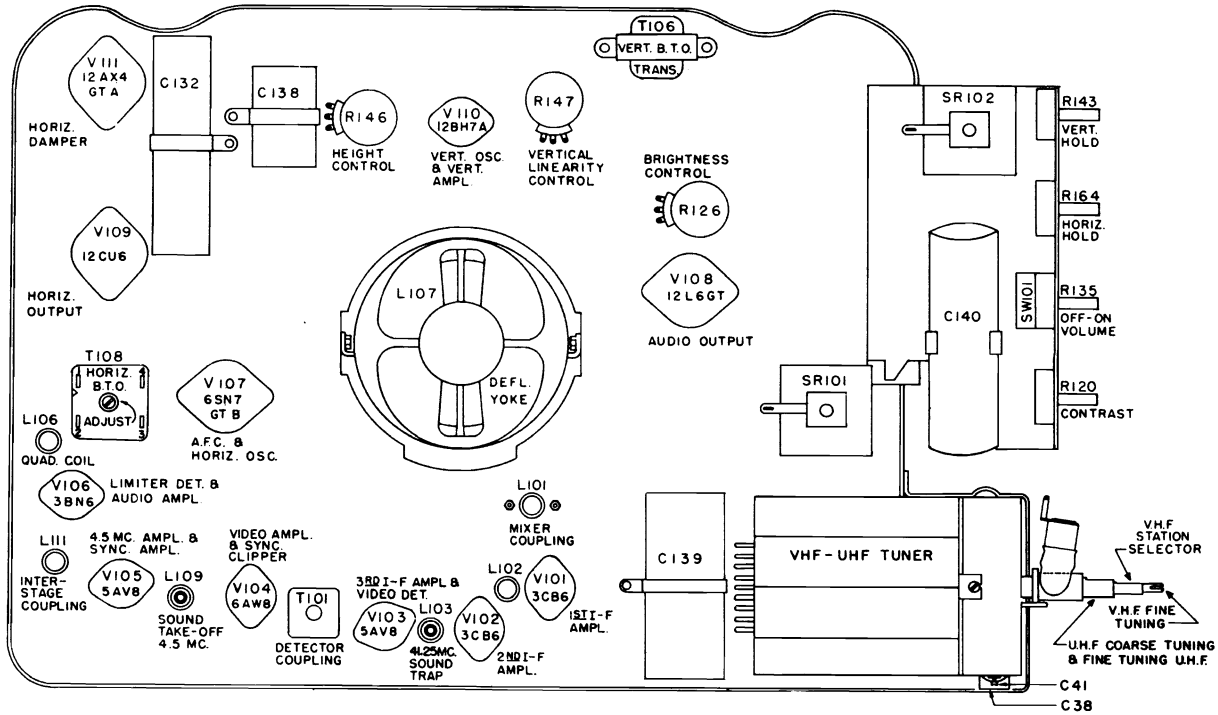 T106
VERT. B.T.O.
TRANS.
V111
12AX4
GTA
HORIZ.
DAMPER
C132
C138
R146
HEIGHT
CONTROL
V110
12BH7A
VERT. OSC.
& VERT.
AMPL.
R147
VERTICAL
LINEARITY
CONTROL
BRIGHTNESS
CONTROL
R126
SR102
R143
VERT.
HOLD
R164
HORIZ.
HOLD
SW101
R135
OFF-ON
VOLUME
R120
CONTRAST
C140
V109
12CU6
HORIZ.
OUTPUT
L107
DEFL.
YOKE
V108
12L6GT
AUDIO OUTPUT
SR101
T108
1 4
HORIZ.
B.T.O.
ADJUST
2 3
L106
QUAD. COIL
V107
6SN7
GTB
A.F.C. &
HORIZ. OSC.
V106
3BN6
LIMITER DET. &
AUDIO AMPL.
L111
INTER-
STAGE
COUPLING
4.5 MC. AMPL. &
SYNC. AMPL.
V105
5AV8
L109
SOUND
TAKE-OFF
4.5 MC.
VIDEO AMPL.
& SYNC.
CLIPPER
V104
6AW8
T101
DETECTOR
COUPLING
3RD I-F AMPL &
VIDEO DET.
V103
5AV8
L103
41.25MC.
SOUND
TRAP
L101
MIXER
COUPLING
L102
V102
3CB6
2ND I-F
AMPL.
V101
3CB6
1ST I-F
AMPL.
C139
VHF-UHF TUNER
V.H.F
STATION
SELECTOR
V.H.F. FINE
TUNING
U.H.F COARSE TUNING
& FINE TUNING U.H.F.
C41
C38